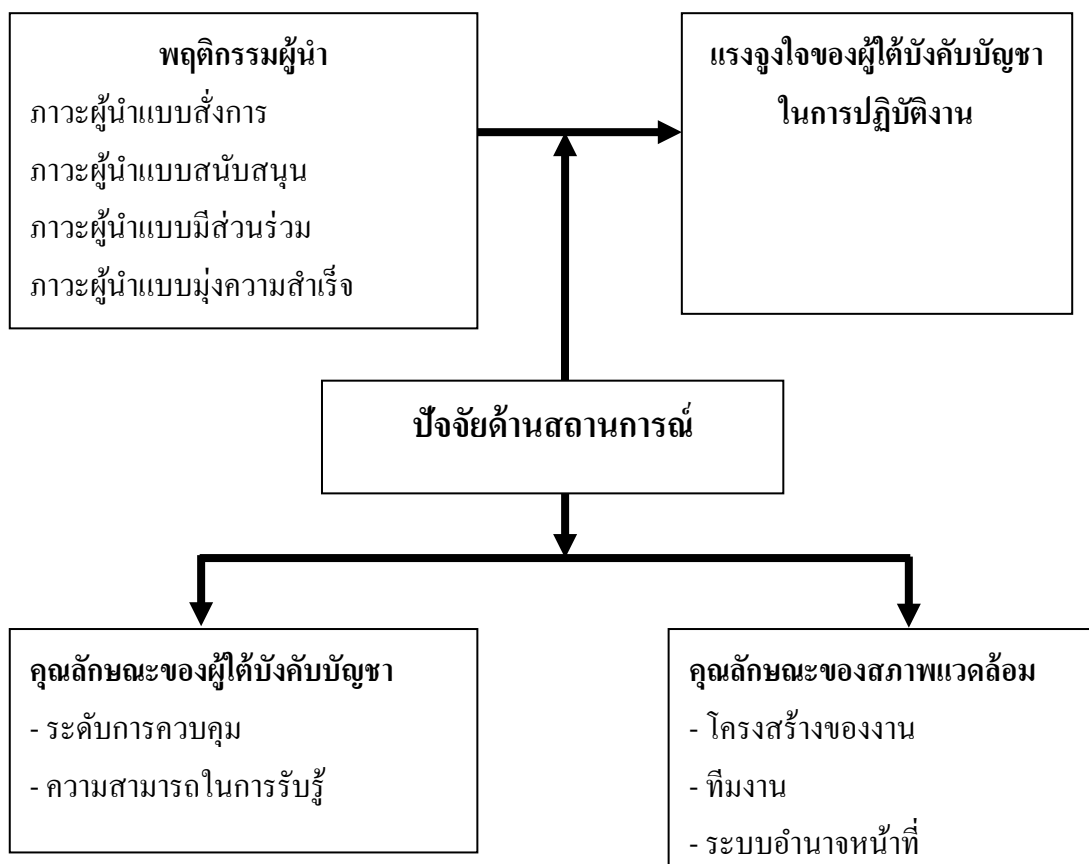 พฤติกรรมผู้นำ
ภาวะผู้นำแบบสั่งการ
ภาวะผู้นำแบบสนับสนุน
ภาวะผู้นำแบบมีส่วนร่วม
ภาวะผู้นำแบบมุ่งความสำเร็จ
แรงจูงใจของผู้ใต้บังคับบัญชา
ในการปฏิบัติงาน
ปัจจัยด้านสถานการณ์
คุณลักษณะของผู้ใต้บังคับบัญชา
- ระดับการควบคุม
- ความสามารถในการรับรู้
คุณลักษณะของสภาพแวดล้อม
- โครงสร้างของงาน
- ทีมงาน
- ระบบอำนาจหน้าที่